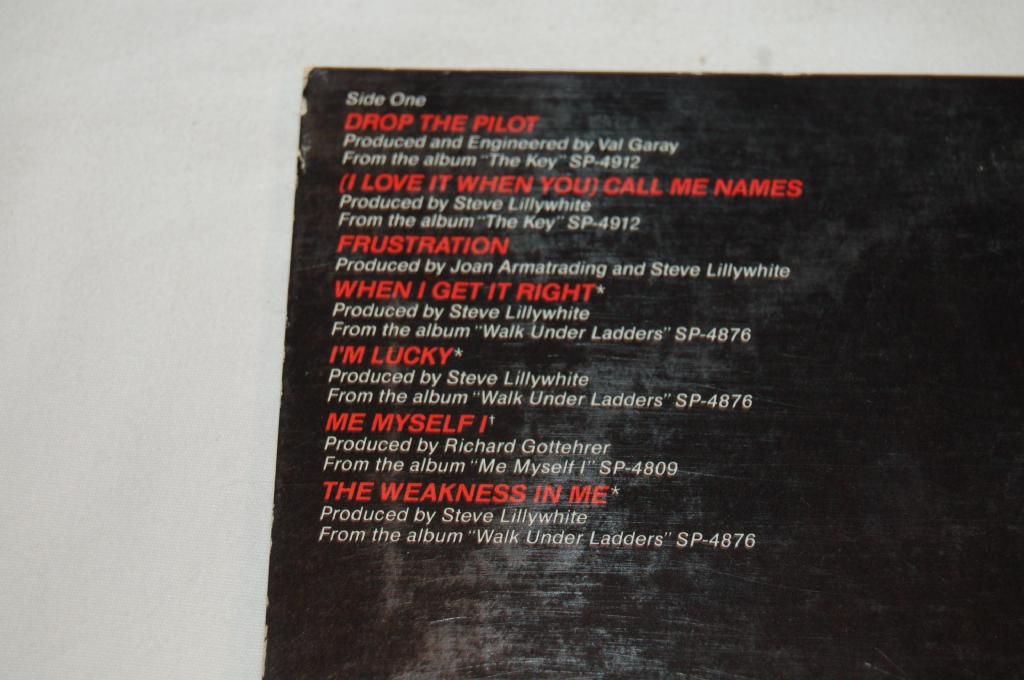 Side One
DROP THE PILOT
Produced and Engineered by Val Garay
From the album "The Key" SP-4912
(I LOVE IT WHEN YOU) CALL ME NAMES
Produced by Steve Lillywhite
From the album "The Key" SP-4912
FRUSTRATION
Produced by Joan Armatrading and Steve Lillywhite
WHEN I GET IT RIGHT*
Produced by Steve Lillywhite
From the album "Walk Under Ladders" SP-4876
I'M LUCKY*
Produced by Steve Lillywhite
From the album "Walk Under Ladders" SP-4876
ME MYSELF I†
Produced by Richard Gottehrer
From the album "Me Myself I" SP-4809
THE WEAKNESS IN ME*
Produced by Steve Lillywhite
From the album "Walk Under Ladders" SP-4876